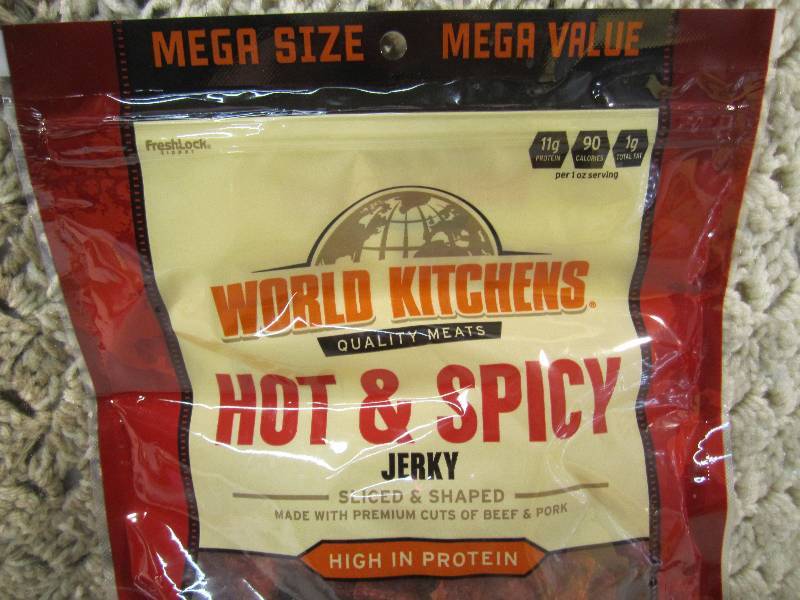 MEGA SIZE MEGA VALUE
FreshLock®
ZIPPER
11g 90 1g
PROTEIN CALORIES TOTAL FAT
per 1 oz serving
WORLD KITCHENS®
QUALITY MEATS
HOT & SPICY
JERKY
SLICED & SHAPED
MADE WITH PREMIUM CUTS OF BEEF & PORK
HIGH IN PROTEIN